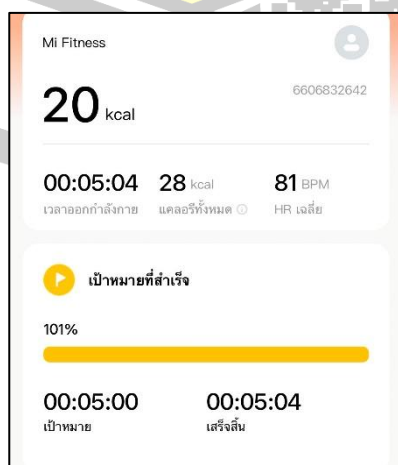 Mi Fitness
6606832642
20 kcal
00:05:04 28 kcal 81 BPM
เวลาออกกำลังกาย แคลอรีทั้งหมด HR เฉลี่ย
เป้าหมายที่สำเร็จ
101%
00:05:00 00:05:04
เป้าหมาย เสร็จสิ้น